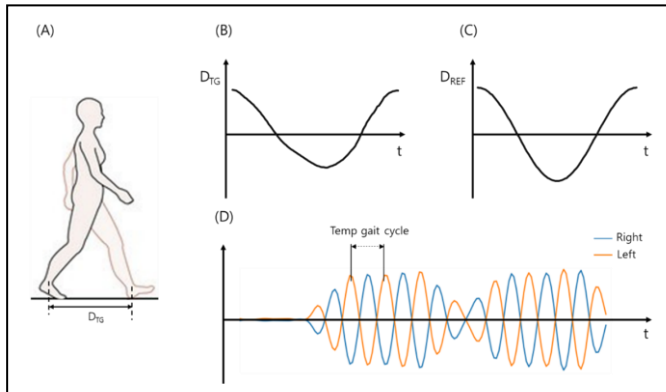 (A)
(B)
(C)
D_TG
D_REF
t
t
(D)
Temp gait cycle
Right
Left
D_TG
t